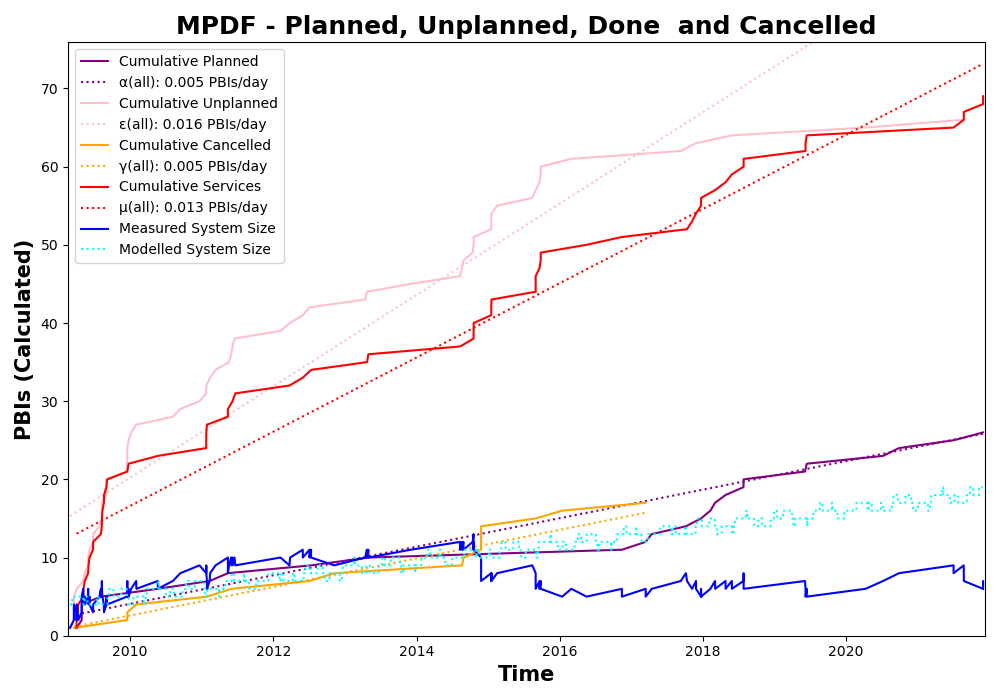 MPDF - Planned, Unplanned, Done  and Cancelled
Cumulative Planned
α(all): 0.005 PBIs/day
Cumulative Unplanned
ε(all): 0.016 PBIs/day
Cumulative Cancelled
γ(all): 0.005 PBIs/day
Cumulative Services
μ(all): 0.013 PBIs/day
Measured System Size
Modelled System Size
PBIs (Calculated)
70
60
50
40
30
20
10
0
2010 2012 2014 2016 2018 2020
Time